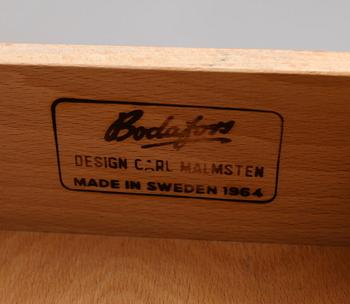 Bodafors
DESIGN CARL MALMSTEN
MADE IN SWEDEN 1964